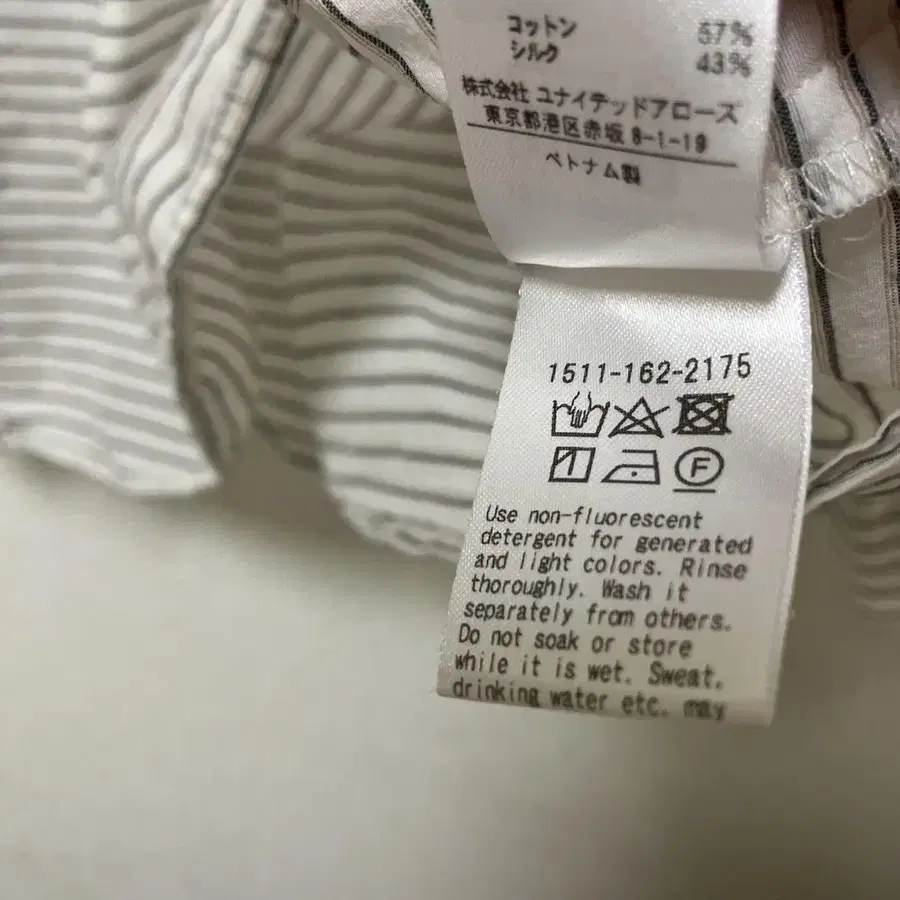 コットン 57%
シルク 43%
株式会社 ユナイテッドアローズ
東京都港区赤坂 8-1-19
ベトナム製
1511-162-2175
F
Use non-fluorescent
detergent for generated
and light colors. Rinse
thoroughly. Wash it
separately from others.
Do not soak or store
while it is wet. Sweat,
drinking water etc. may